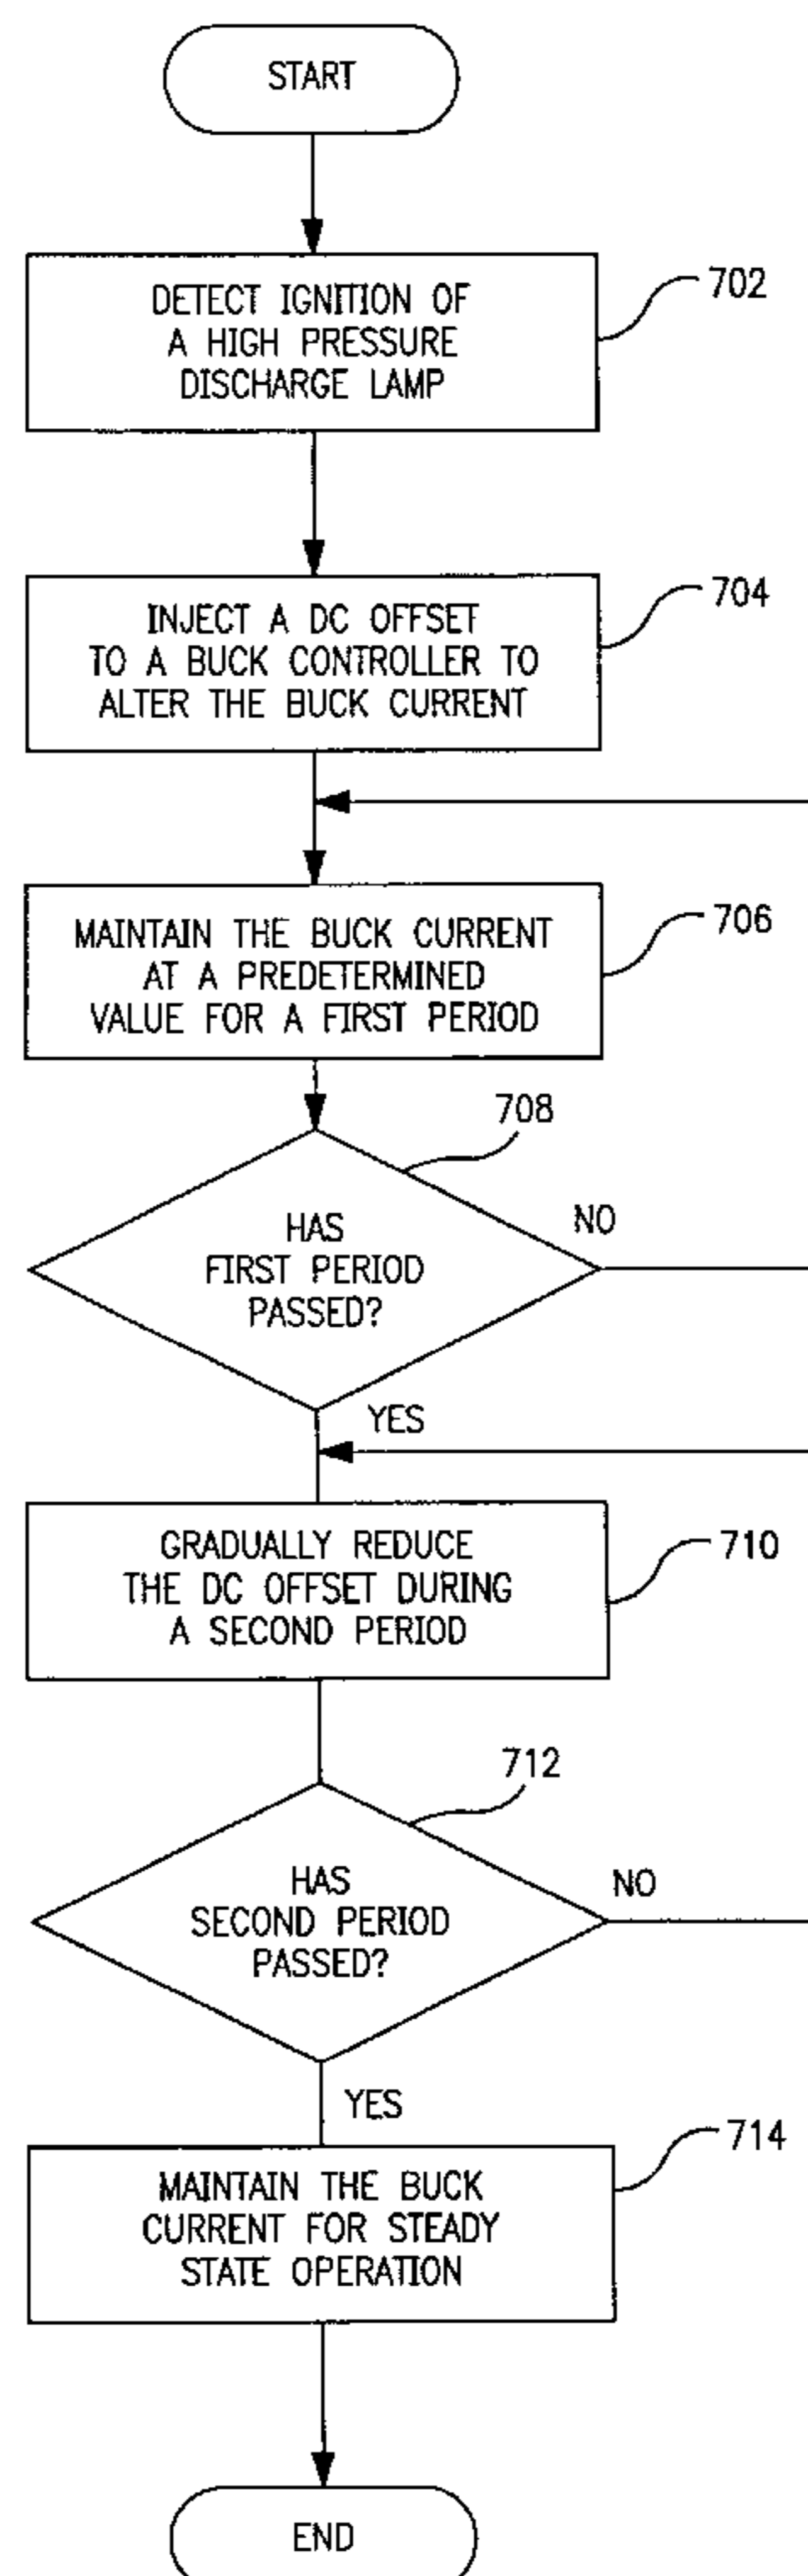 START
DETECT IGNITION OF
A HIGH PRESSURE
DISCHARGE LAMP
702
INJECT A DC OFFSET
TO A BUCK CONTROLLER TO
ALTER THE BUCK CURRENT
704
MAINTAIN THE BUCK CURRENT
AT A PREDETERMINED
VALUE FOR A FIRST PERIOD
706
708
HAS
FIRST PERIOD
PASSED?
NO
YES
GRADUALLY REDUCE
THE DC OFFSET DURING
A SECOND PERIOD
710
712
HAS
SECOND PERIOD
PASSED?
NO
YES
MAINTAIN THE BUCK
CURRENT FOR STEADY
STATE OPERATION
714
END